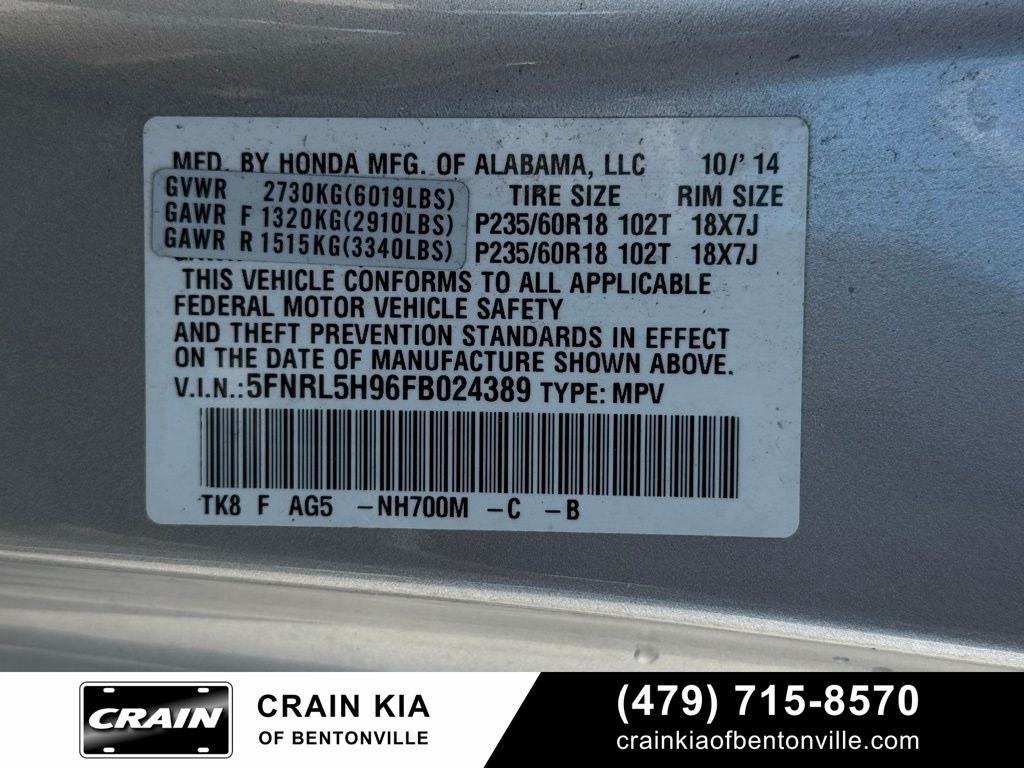 MFD. BY HONDA MFG. OF ALABAMA, LLC 10/'14
GVWR 2730KG(6019LBS) TIRE SIZE RIM SIZE
GAWR F 1320KG(2910LBS) P235/60R18 102T 18X7J
GAWR R 1515KG(3340LBS) P235/60R18 102T 18X7J
THIS VEHICLE CONFORMS TO ALL APPLICABLE
FEDERAL MOTOR VEHICLE SAFETY
AND THEFT PREVENTION STANDARDS IN EFFECT
ON THE DATE OF MANUFACTURE SHOWN ABOVE.
V.I.N.:5FNRL5H96FB024389 TYPE: MPV
TK8 F AG5 -NH700M -C -B
CRAIN
CRAIN KIA
OF BENTONVILLE
(479) 715-8570
crainkiaofbentonville.com